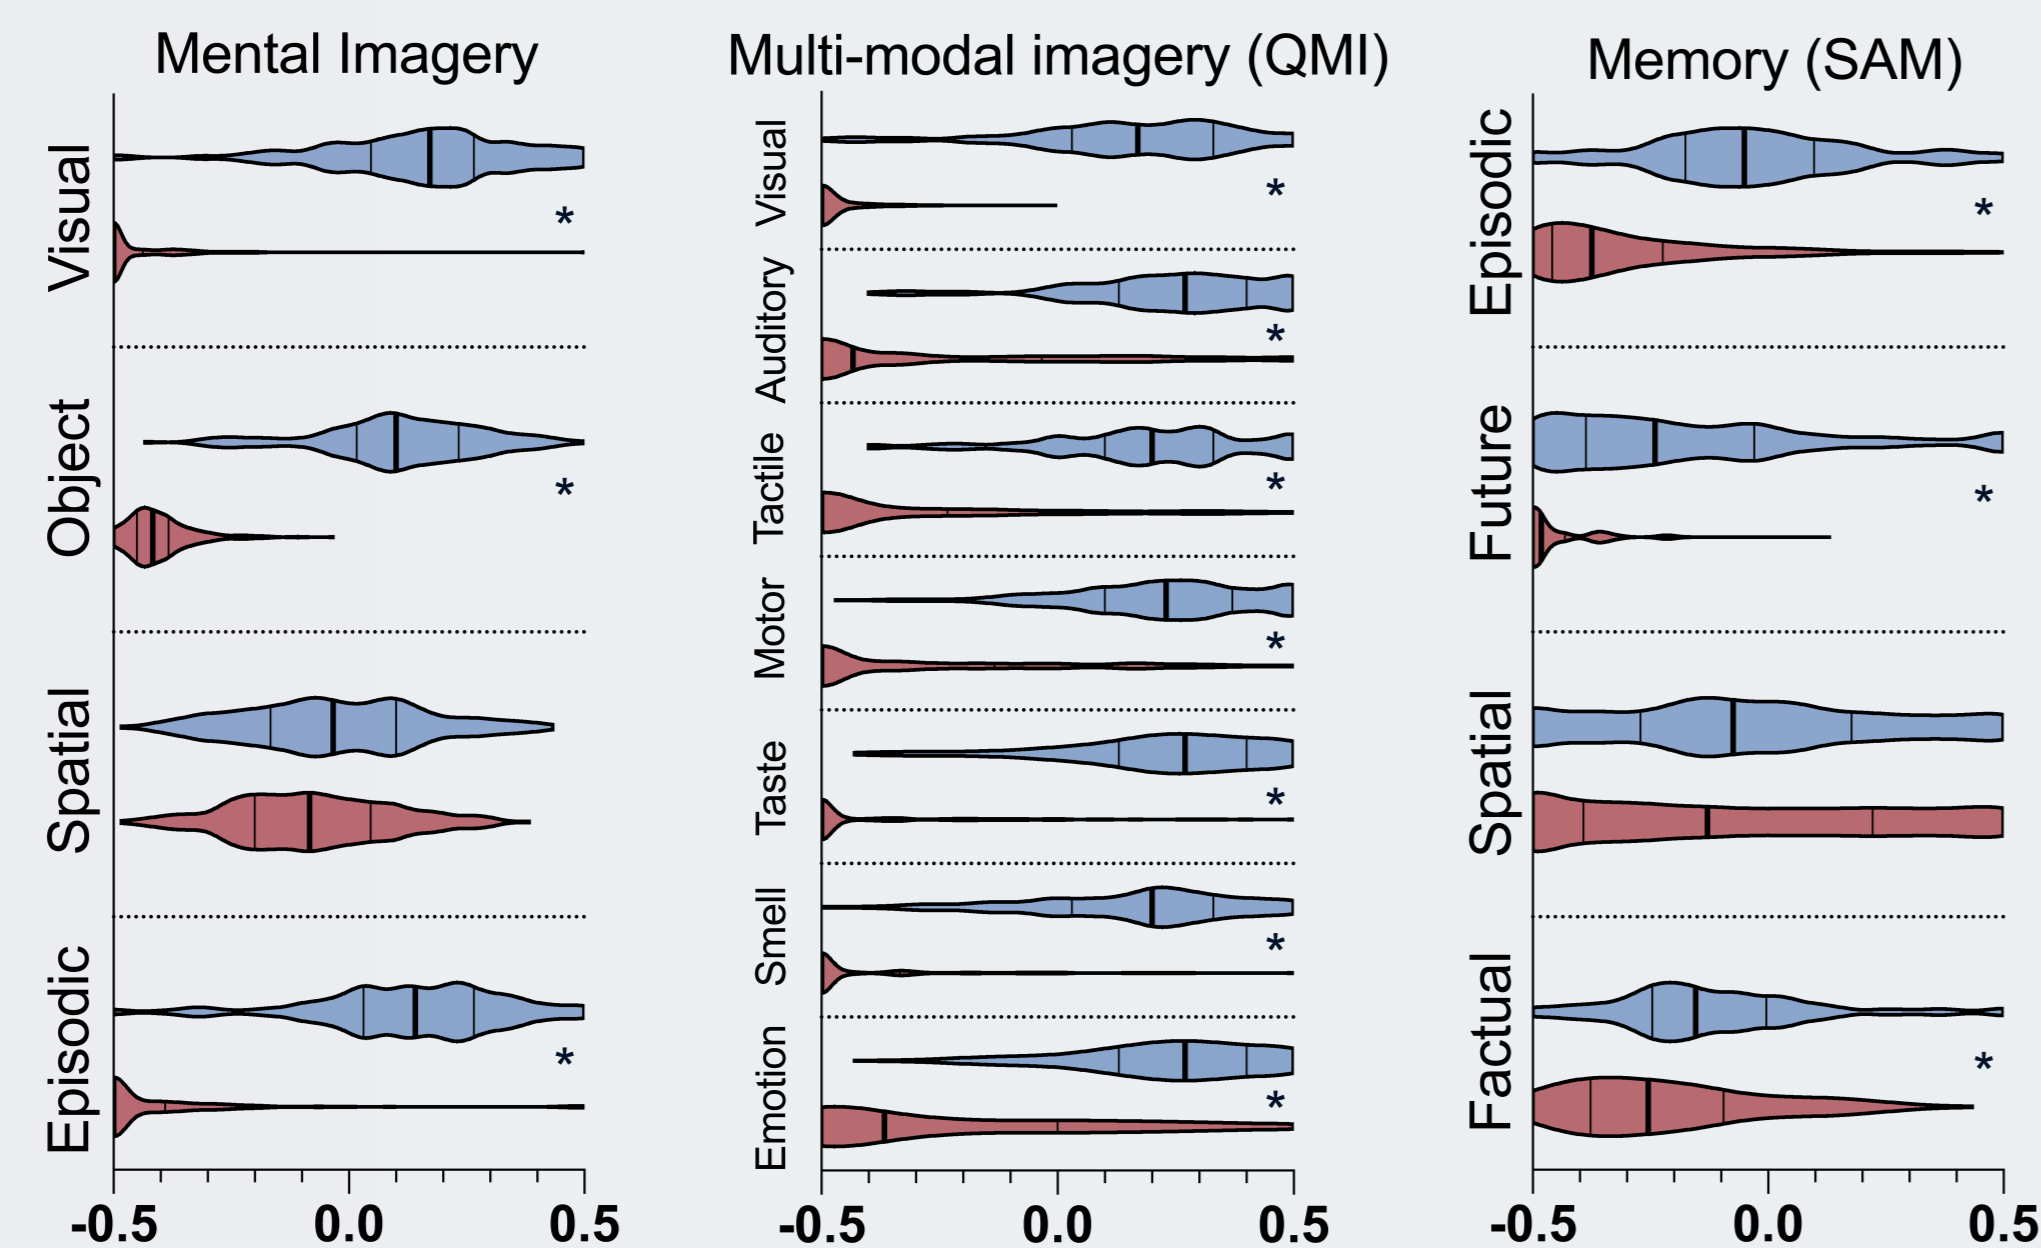 Mental Imagery
Visual
*
Object
*
Spatial
Episodic
*
-0.5 0.0 0.5
Multi-modal imagery (QMI)
Visual
*
Auditory
*
Tactile
*
Motor
*
Taste
*
Smell
*
Emotion
*
-0.5 0.0 0.5
Memory (SAM)
Episodic
*
Future
*
Spatial
Factual
*
-0.5 0.0 0.5